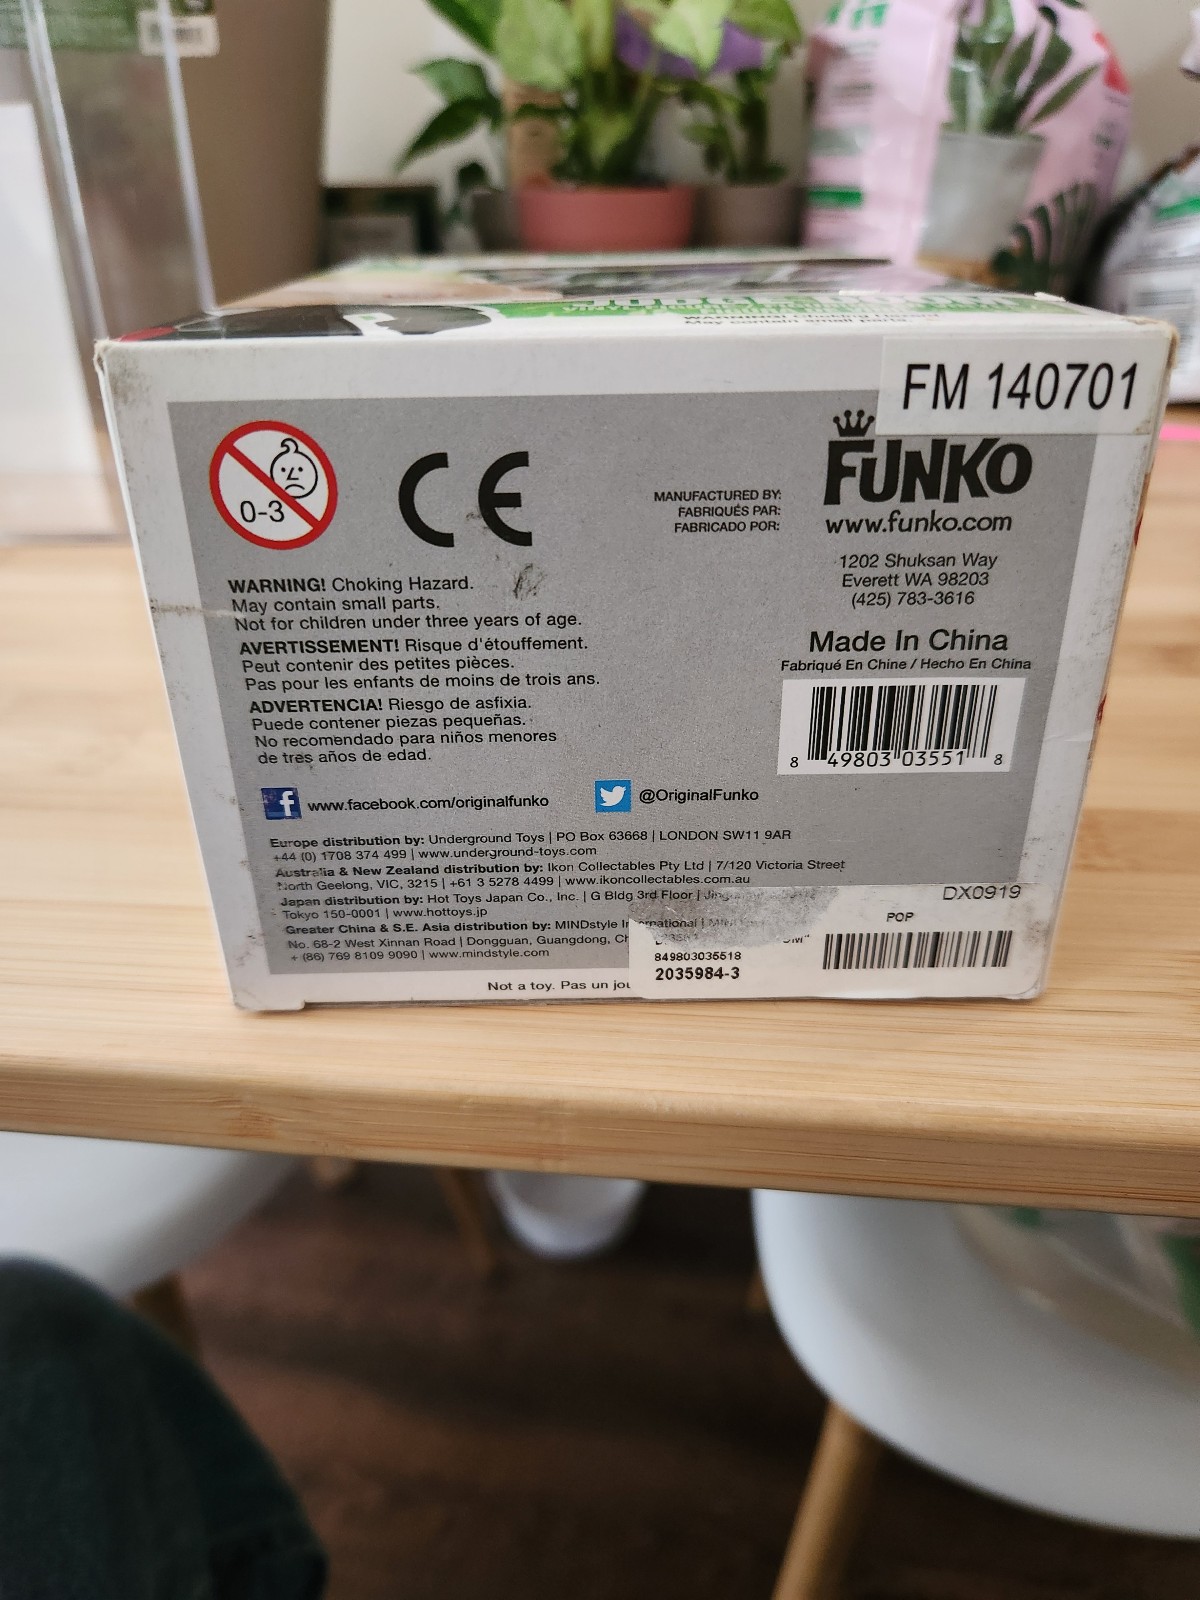 FM 140701
FUNKO
www.funko.com
MANUFACTURED BY:
FABRIQUÉS PAR:
FABRICADO POR:
1202 Shuksan Way
Everett WA 98203
(425) 783-3616
Made In China
Fabriqué En Chine / Hecho En China
8 49803 03551 8
0-3
CE
WARNING! Choking Hazard.
May contain small parts.
Not for children under three years of age.
AVERTISSEMENT! Risque d'étouffement.
Peut contenir des petites pièces.
Pas pour les enfants de moins de trois ans.
ADVERTENCIA! Riesgo de asfixia.
Puede contener piezas pequeñas.
No recomendado para niños menores
de tres años de edad.
f www.facebook.com/originalfunko
@OriginalFunko
Europe distribution by: Underground Toys | PO Box 63668 | LONDON SW11 9AR
+44 (0) 1708 374 499 | www.underground-toys.com
Australia & New Zealand distribution by: Ikon Collectables Pty Ltd | 7/120 Victoria Street
North Geelong, VIC, 3215 | +61 3 5278 4499 | www.ikoncollectables.com.au
Japan distribution by: Hot Toys Japan Co., Inc. | G Bldg 3rd Floor |
Tokyo 150-0001 | www.hottoys.jp
Greater China & S.E. Asia distribution by: MINDstyle International |
No. 68-2 West Xinnan Road | Dongguan, Guangdong, Ch
+ (86) 769 8109 9090 | www.mindstyle.com
Not a toy. Pas un jou
DX0919
POP
849803035518
2035984-3